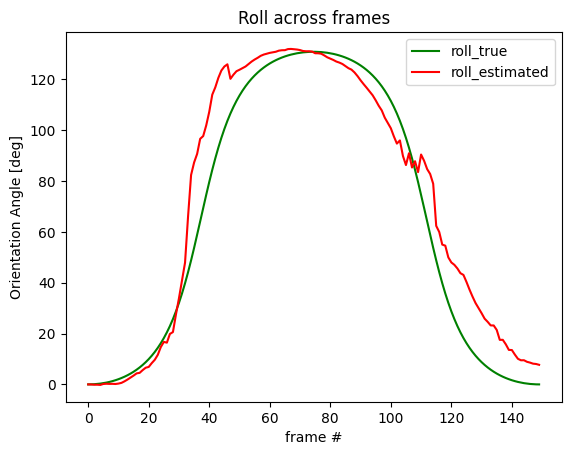 Roll across frames
roll_true
roll_estimated
Orientation Angle [deg]
120
100
80
60
40
20
0
0 20 40 60 80 100 120 140
frame #